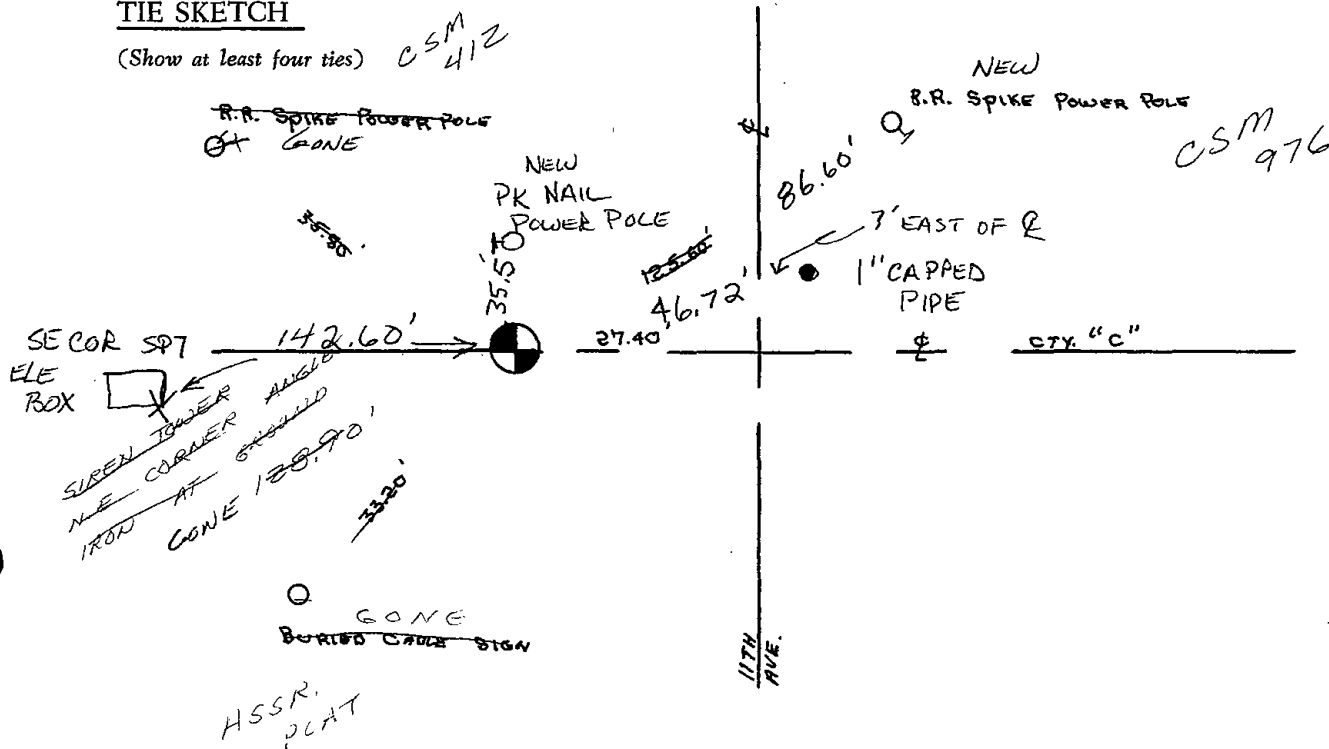 TIE SKETCH
(Show at least four ties)
CSM
412
R.R. SPIKE POWER POLE
GONE
NEW
R.R. SPIKE POWER POLE
CSM
976
NEW
PK NAIL
POWER POLE
35.80'
35.5'
125.60'
86.60'
46.72'
7' EAST OF ℄
1" CAPPED
PIPE
℄
SE COR SP7
ELE
BOX
142.60'
27.40'
℄
CTY. "C"
SIREN TOWER
N.E. CORNER ANGLE
IRON AT GROUND
GONE 128.90'
33.20'
GONE
BURIED CABLE SIGN
11TH
AVE.
HSSR.
PLAT